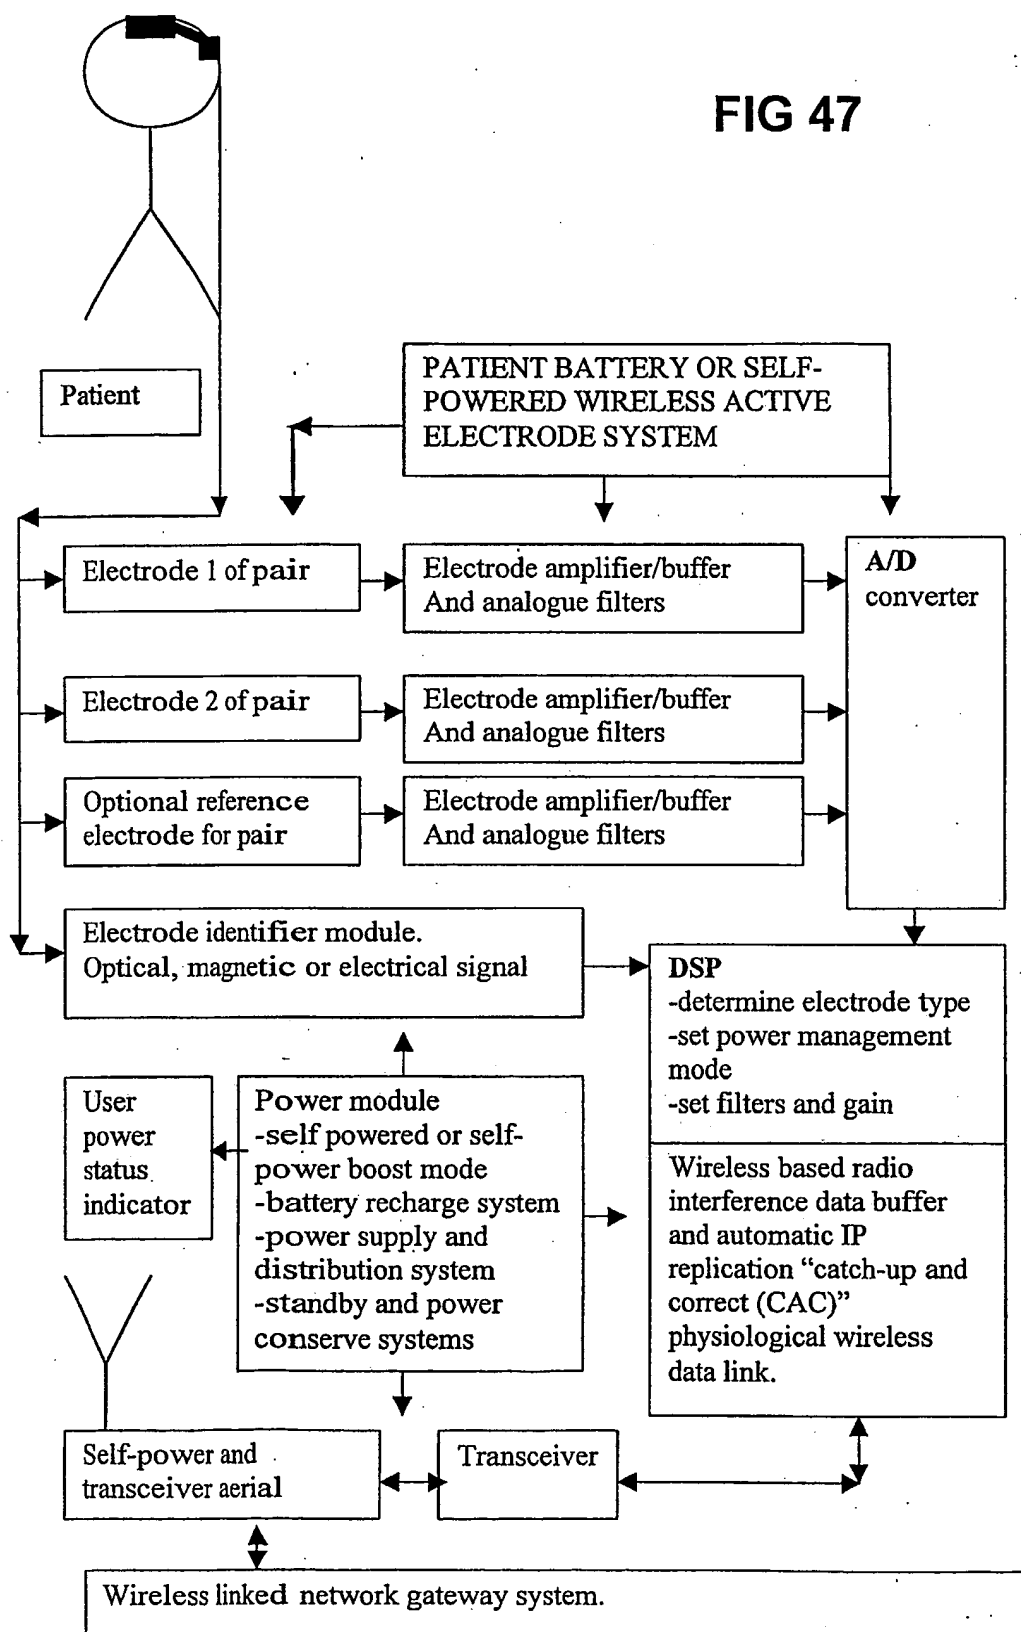 FIG 47
Patient
PATIENT BATTERY OR SELF-
POWERED WIRELESS ACTIVE
ELECTRODE SYSTEM
Electrode 1 of pair
Electrode amplifier/buffer
And analogue filters
A/D
converter
Electrode 2 of pair
Electrode amplifier/buffer
And analogue filters
Optional reference
electrode for pair
Electrode amplifier/buffer
And analogue filters
Electrode identifier module.
Optical, magnetic or electrical signal
DSP
-determine electrode type
-set power management
mode
-set filters and gain
User
power
status
indicator
Power module
-self powered or self-
power boost mode
-battery recharge system
-power supply and
distribution system
-standby and power
conserve systems
Wireless based radio
interference data buffer
and automatic IP
replication “catch-up and
correct (CAC)”
physiological wireless
data link.
Self-power and
transceiver aerial
Transceiver
Wireless linked network gateway system.